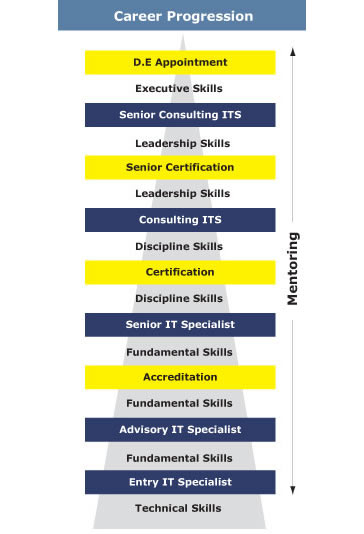 Career Progression
D.E Appointment
Executive Skills
Senior Consulting ITS
Leadership Skills
Senior Certification
Leadership Skills
Consulting ITS
Discipline Skills
Certification
Discipline Skills
Senior IT Specialist
Fundamental Skills
Accreditation
Fundamental Skills
Advisory IT Specialist
Fundamental Skills
Entry IT Specialist
Technical Skills
Mentoring